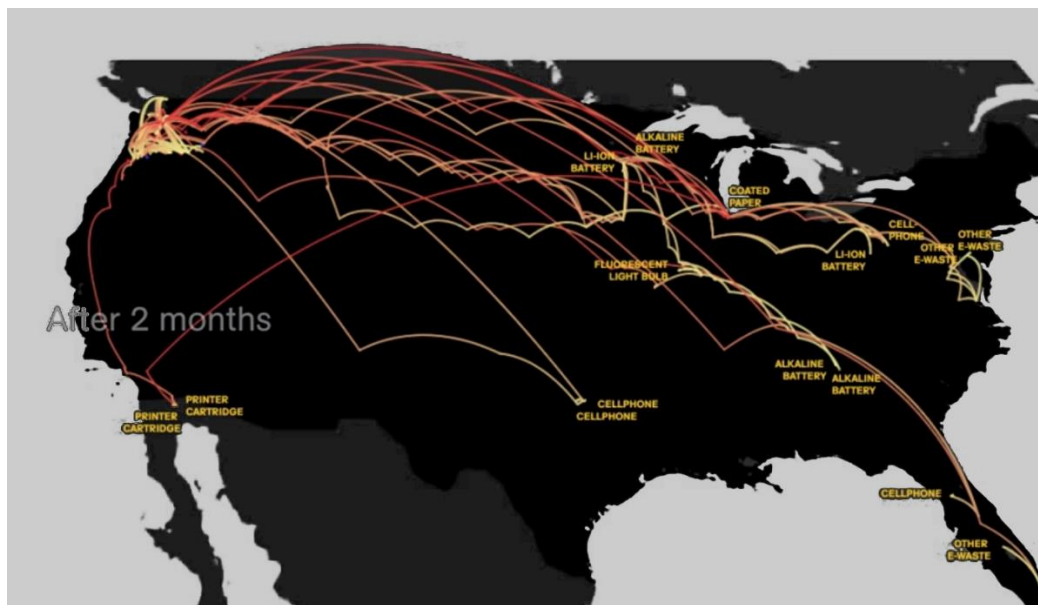 ALKALINE
BATTERY
LI-ION
BATTERY
COATED
PAPER
CELL-
PHONE
OTHER
E-WASTE
OTHER
E-WASTE
LI-ION
BATTERY
FLUORESCENT
LIGHT BULB
After 2 months
ALKALINE
BATTERY
ALKALINE
BATTERY
PRINTER
CARTRIDGE
PRINTER
CARTRIDGE
CELLPHONE
CELLPHONE
CELLPHONE
OTHER
E-WASTE